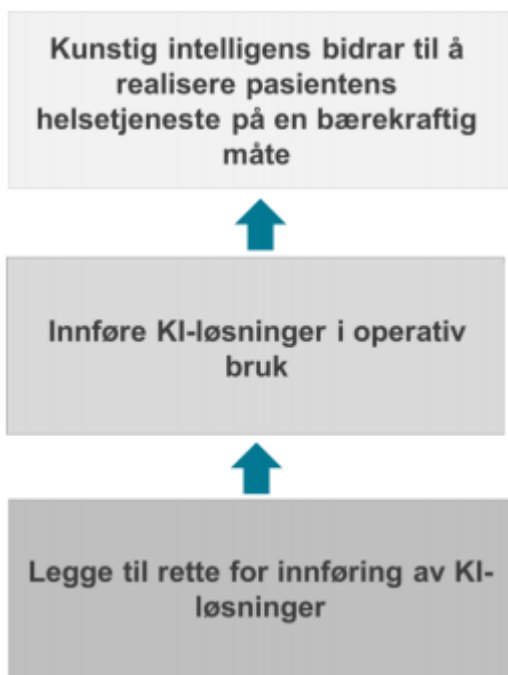 Kunstig intelligens bidrar til å
realisere pasientens
helsetjeneste på en bærekraftig
måte
Innføre KI-løsninger i operativ
bruk
Legge til rette for innføring av KI-
løsninger